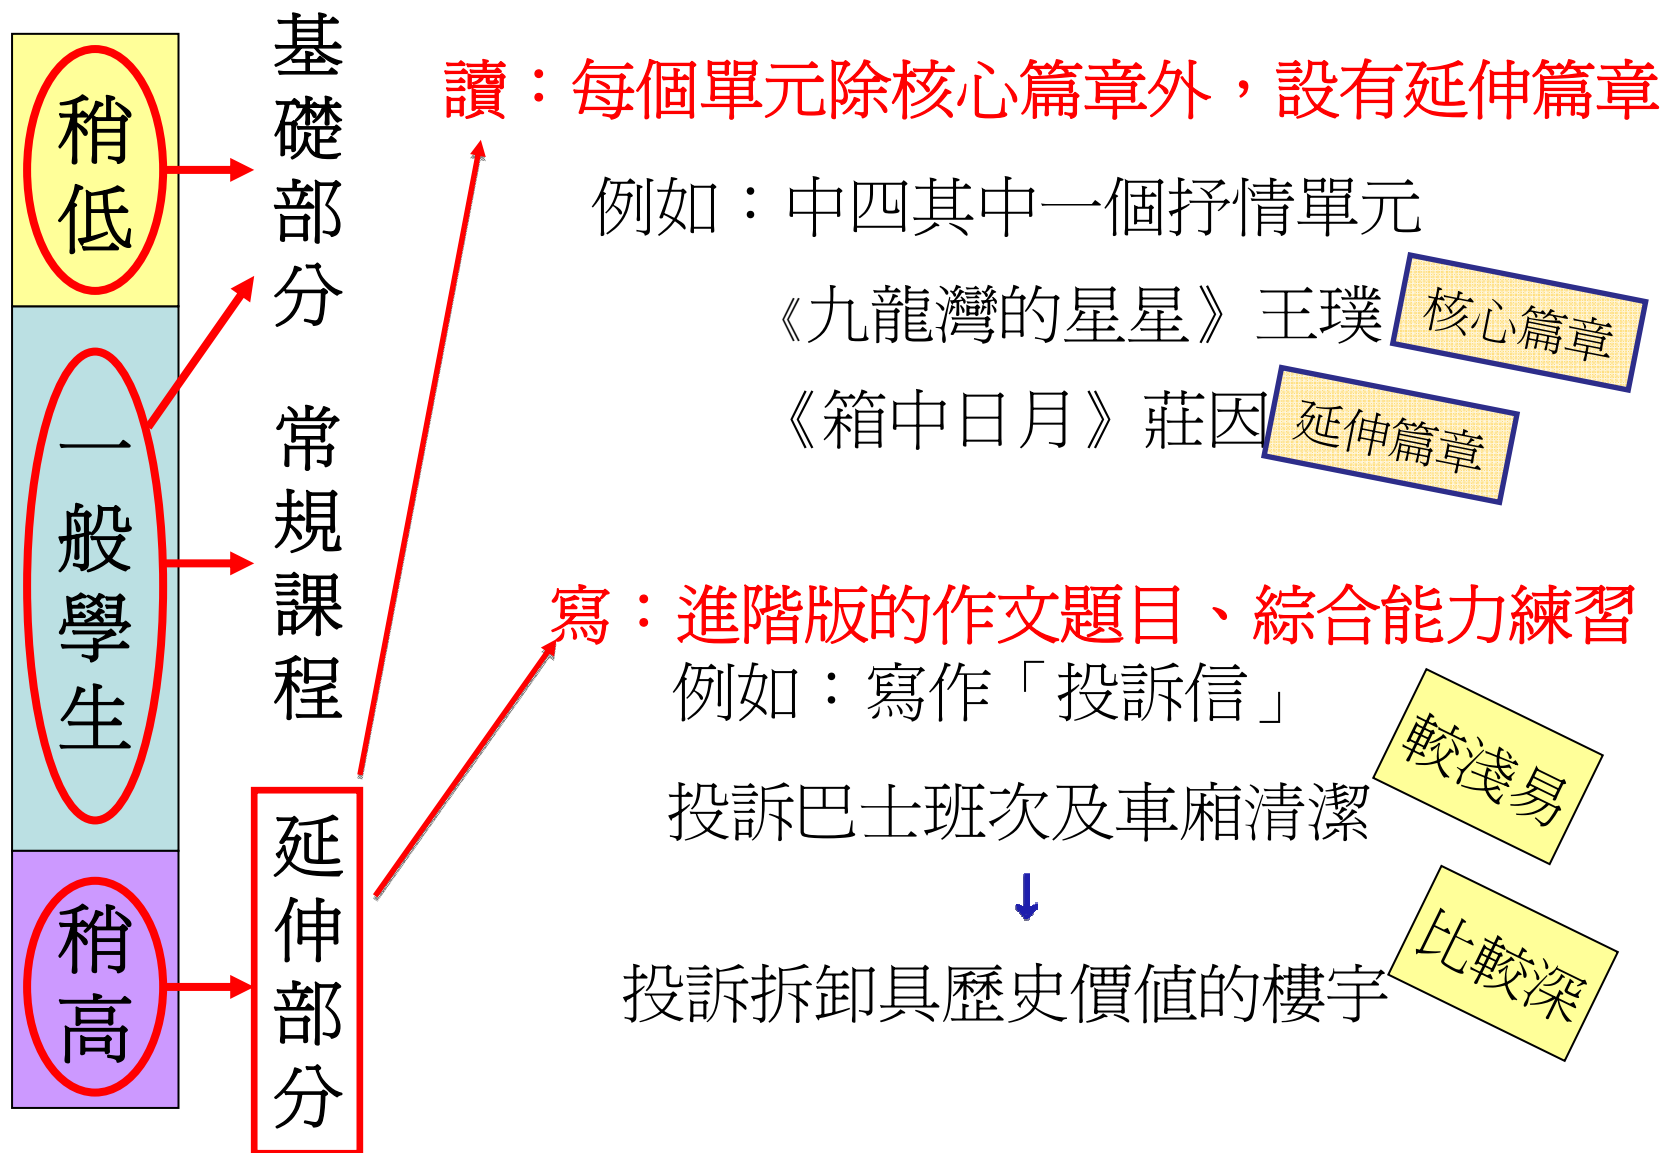 稍低
一般學生
稍高
基礎部分
常規課程
延伸部分
讀：每個單元除核心篇章外，設有延伸篇章
例如：中四其中一個抒情單元
《九龍灣的星星》王璞
核心篇章
《箱中日月》莊因
延伸篇章
寫：進階版的作文題目、綜合能力練習
例如：寫作「投訴信」
較淺易
投訴巴士班次及車廂清潔
↓
比較深
投訴拆卸具歷史價值的樓宇